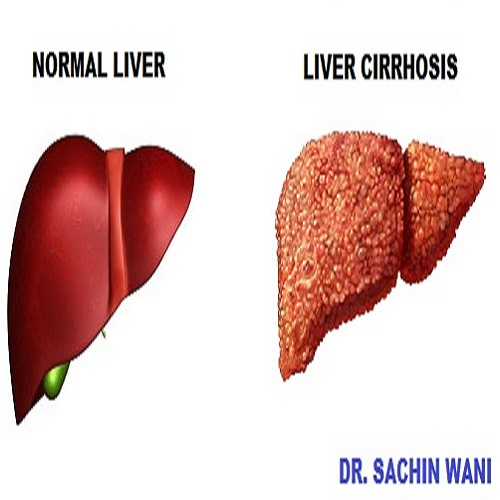 NORMAL LIVER
LIVER CIRRHOSIS
DR. SACHIN WANI